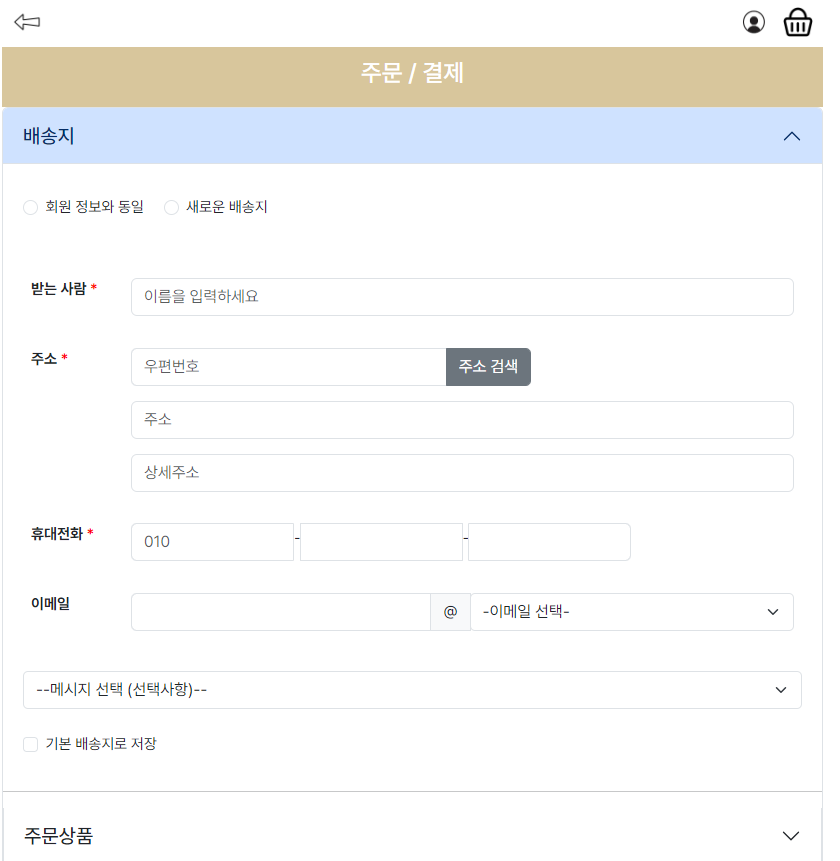 주문 / 결제
배송지
회원 정보와 동일 새로운 배송지
받는 사람 * 이름을 입력하세요
주소 * 우편번호 주소 검색
주소
상세주소
휴대전화 * 010 - -
이메일 @ -이메일 선택-
--메시지 선택 (선택사항)--
기본 배송지로 저장
주문상품